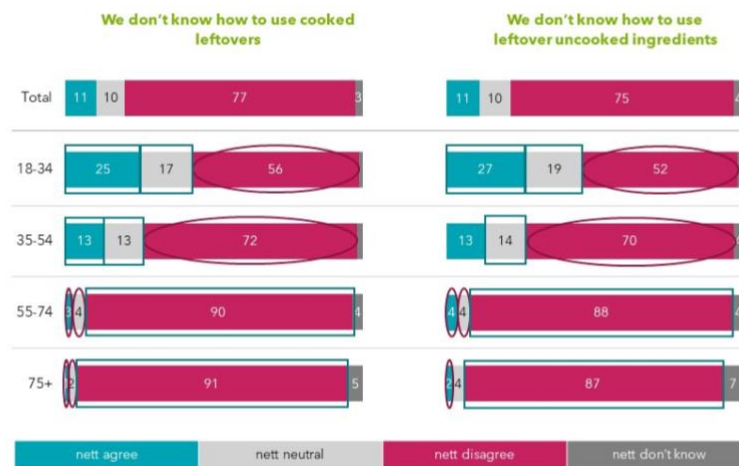 We don't know how to use cooked
leftovers
We don't know how to use
leftover uncooked ingredients
Total 11 10 77 3 11 10 75 4
18-34 25 17 56 27 19 52
35-54 13 13 72 13 14 70
55-74 3 4 90 4 4 4 88 4
75+ 2 91 5 2 4 87 7
nett agree nett neutral nett disagree nett don't know